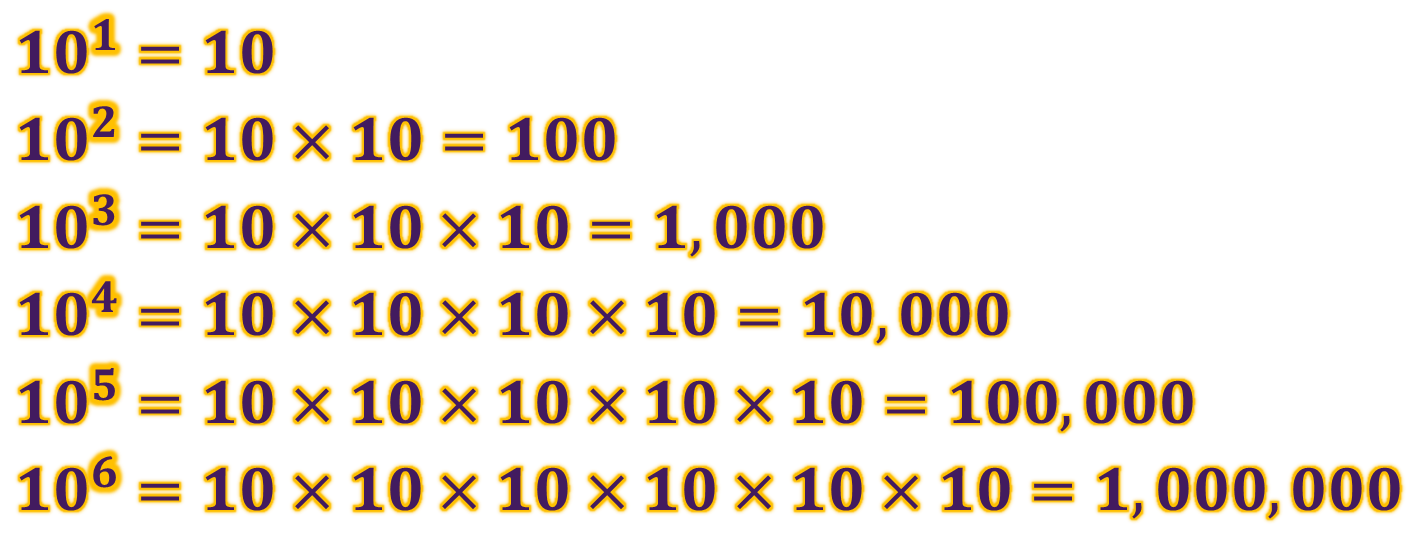 10¹ = 10
10² = 10 × 10 = 100
10³ = 10 × 10 × 10 = 1,000
10⁴ = 10 × 10 × 10 × 10 = 10,000
10⁵ = 10 × 10 × 10 × 10 × 10 = 100,000
10⁶ = 10 × 10 × 10 × 10 × 10 × 10 = 1,000,000